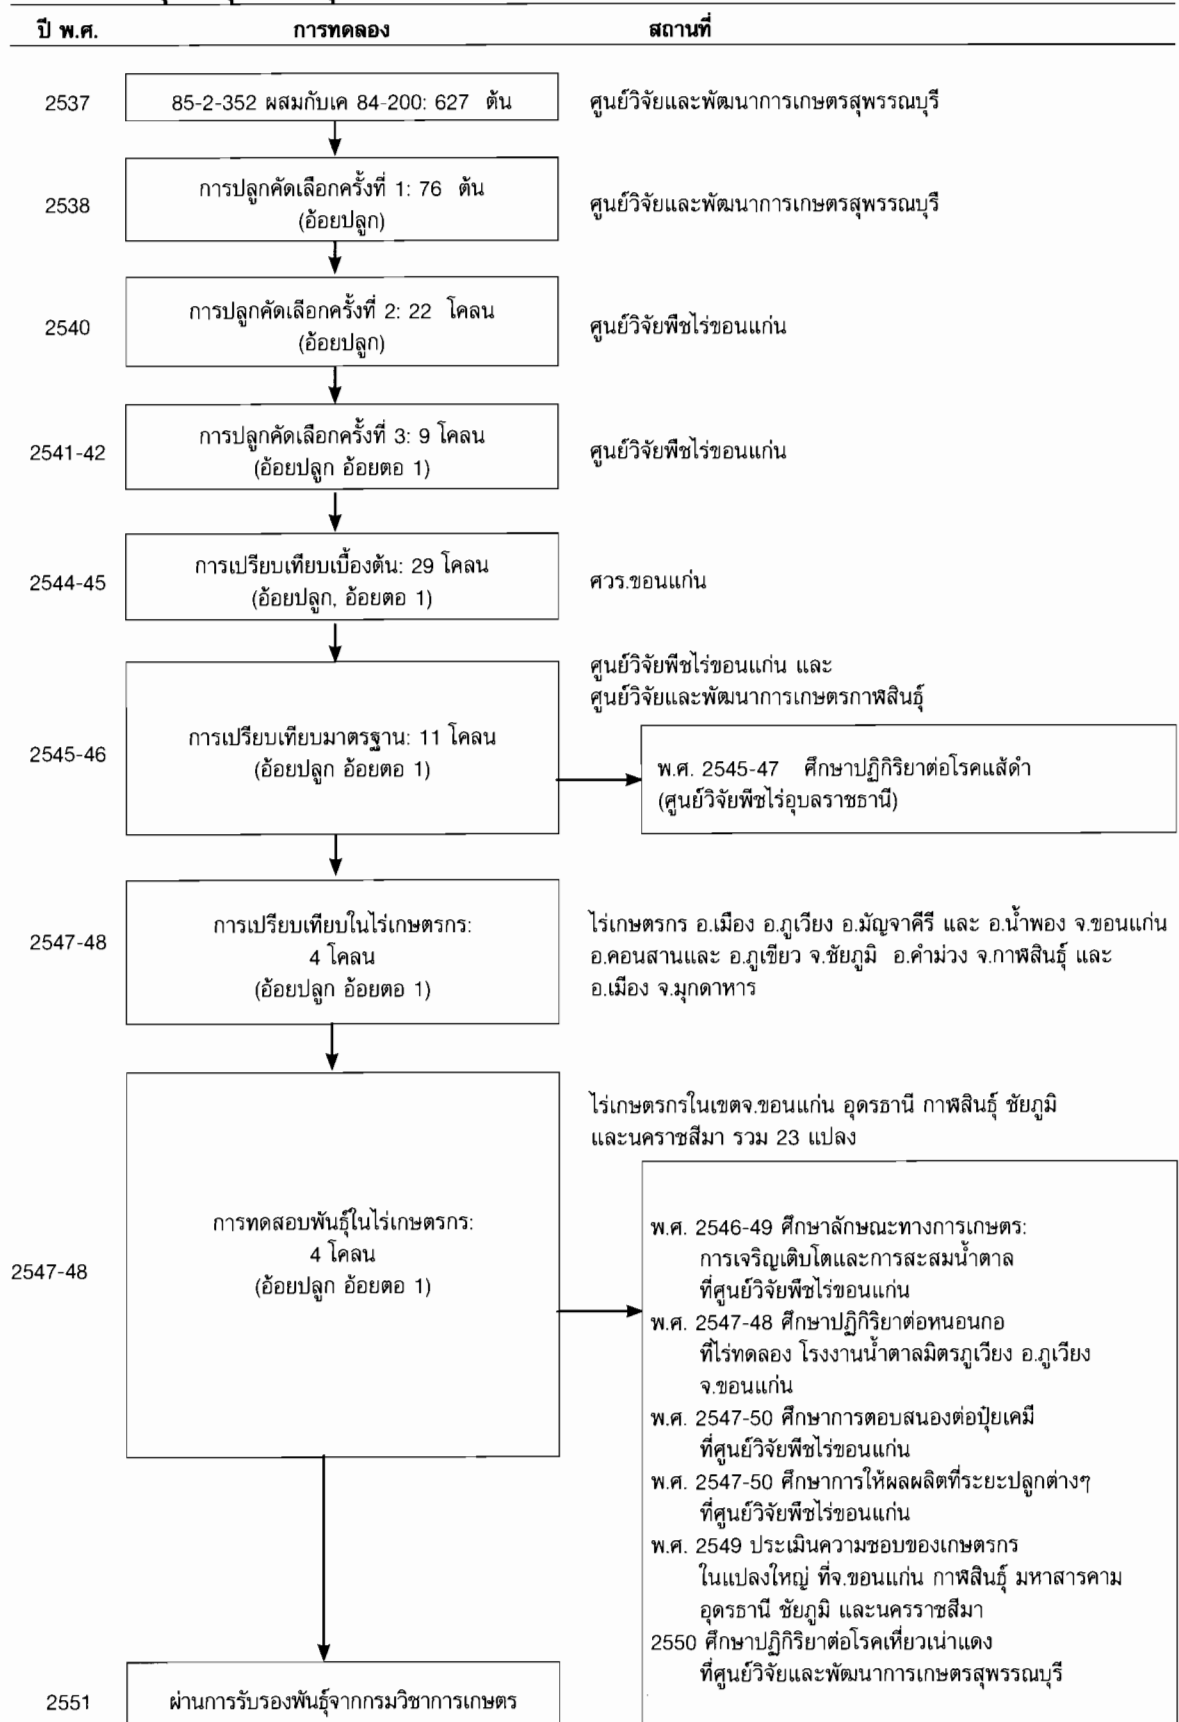 ปี พ.ศ. การทดลอง สถานที่
2537 85-2-352 ผสมกับเค 84-200: 627 ต้น ศูนย์วิจัยและพัฒนาการเกษตรสุพรรณบุรี
2538 การปลูกคัดเลือกครั้งที่ 1: 76 ต้น
(อ้อยปลูก) ศูนย์วิจัยและพัฒนาการเกษตรสุพรรณบุรี
2540 การปลูกคัดเลือกครั้งที่ 2: 22 โคลน
(อ้อยปลูก) ศูนย์วิจัยพืชไร่ขอนแก่น
2541-42 การปลูกคัดเลือกครั้งที่ 3: 9 โคลน
(อ้อยปลูก อ้อยตอ 1) ศูนย์วิจัยพืชไร่ขอนแก่น
2544-45 การเปรียบเทียบเบื้องต้น: 29 โคลน
(อ้อยปลูก, อ้อยตอ 1) ศวร.ขอนแก่น
2545-46 การเปรียบเทียบมาตรฐาน: 11 โคลน
(อ้อยปลูก อ้อยตอ 1)
ศูนย์วิจัยพืชไร่ขอนแก่น และ
ศูนย์วิจัยและพัฒนาการเกษตรกาฬสินธุ์
พ.ศ. 2545-47 ศึกษาปฏิกิริยาต่อโรคแส้ดำ
(ศูนย์วิจัยพืชไร่อุบลราชธานี)
2547-48 การเปรียบเทียบในไร่เกษตรกร:
4 โคลน
(อ้อยปลูก อ้อยตอ 1)
ไร่เกษตรกร อ.เมือง อ.ภูเวียง อ.มัญจาคีรี และ อ.น้ำพอง จ.ขอนแก่น
อ.คอนสานและ อ.ภูเขียว จ.ชัยภูมิ อ.คำม่วง จ.กาฬสินธุ์ และ
อ.เมือง จ.มุกดาหาร
2547-48 การทดสอบพันธุ์ในไร่เกษตรกร:
4 โคลน
(อ้อยปลูก อ้อยตอ 1)
ไร่เกษตรกรในเขตจ.ขอนแก่น อุดรธานี กาฬสินธุ์ ชัยภูมิ
และนคราชสีมา รวม 23 แปลง
พ.ศ. 2546-49 ศึกษาลักษณะทางการเกษตร:
การเจริญเติบโตและการสะสมน้ำตาล
ที่ศูนย์วิจัยพืชไร่ขอนแก่น
พ.ศ. 2547-48 ศึกษาปฏิกิริยาต่อหนอนกอ
ที่ไร่ทดลอง โรงงานน้ำตาลมิตรภูเวียง อ.ภูเวียง
จ.ขอนแก่น
พ.ศ. 2547-50 ศึกษาการตอบสนองต่อปุ๋ยเคมี
ที่ศูนย์วิจัยพืชไร่ขอนแก่น
พ.ศ. 2547-50 ศึกษาการให้ผลผลิตที่ระยะปลูกต่างๆ
ที่ศูนย์วิจัยพืชไร่ขอนแก่น
พ.ศ. 2549 ประเมินความชอบของเกษตรกร
ในแปลงใหญ่ ที่จ.ขอนแก่น กาฬสินธุ์ มหาสารคาม
อุดรธานี ชัยภูมิ และนครราชสีมา
2550 ศึกษาปฏิกิริยาต่อโรคเหี่ยวเน่าแดง
ที่ศูนย์วิจัยและพัฒนาการเกษตรสุพรรณบุรี
2551 ผ่านการรับรองพันธุ์จากกรมวิชาการเกษตร